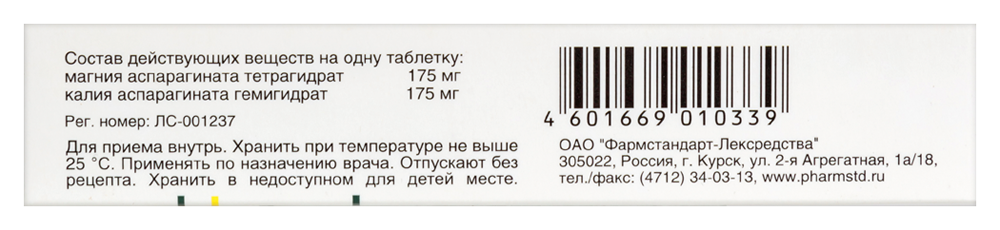 Состав действующих веществ на одну таблетку:
магния аспарагината тетрагидрат 175 мг
калия аспарагината гемигидрат 175 мг
Рег. номер: ЛС-001237
Для приема внутрь. Хранить при температуре не выше
25 °С. Применять по назначению врача. Отпускают без
рецепта. Хранить в недоступном для детей месте.
4 601669 010339
ОАО "Фармстандарт-Лексредства"
305022, Россия, г. Курск, ул. 2-я Агрегатная, 1а/18,
тел./факс: (4712) 34-03-13, www.pharmstd.ru